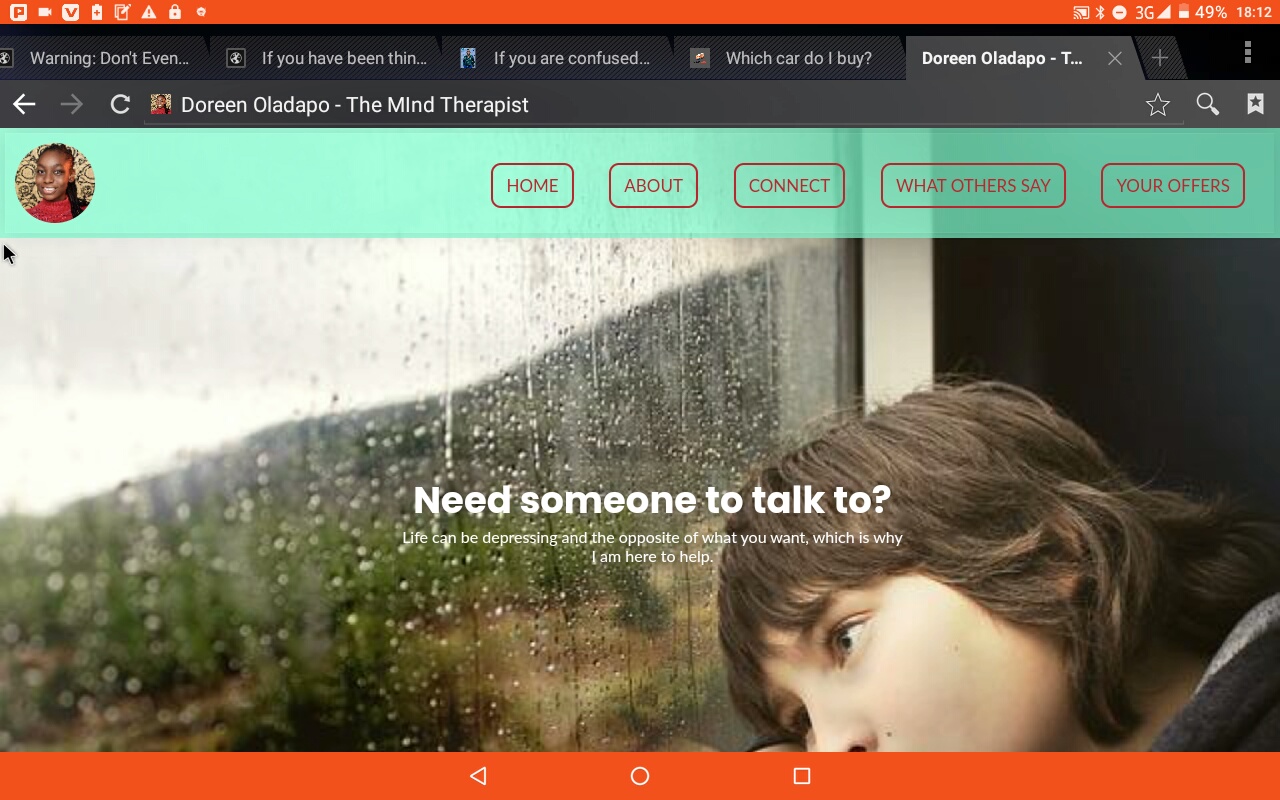 3G 49% 18:12
Warning: Don't Even...
If you have been thin...
If you are confused...
Which car do I buy?
Doreen Oladapo - T...
Doreen Oladapo - The MInd Therapist
HOME
ABOUT
CONNECT
WHAT OTHERS SAY
YOUR OFFERS
Need someone to talk to?
Life can be depressing and the opposite of what you want, which is why
I am here to help.